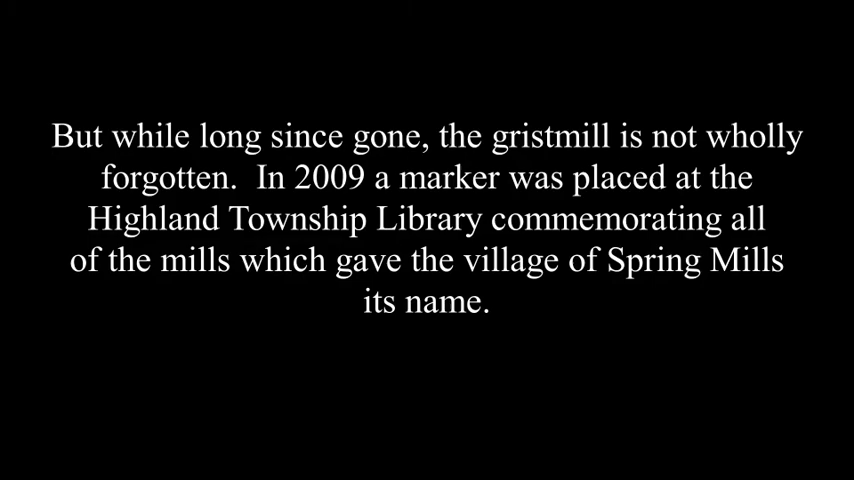 But while long since gone, the gristmill is not wholly
forgotten.  In 2009 a marker was placed at the
Highland Township Library commemorating all
of the mills which gave the village of Spring Mills
its name.